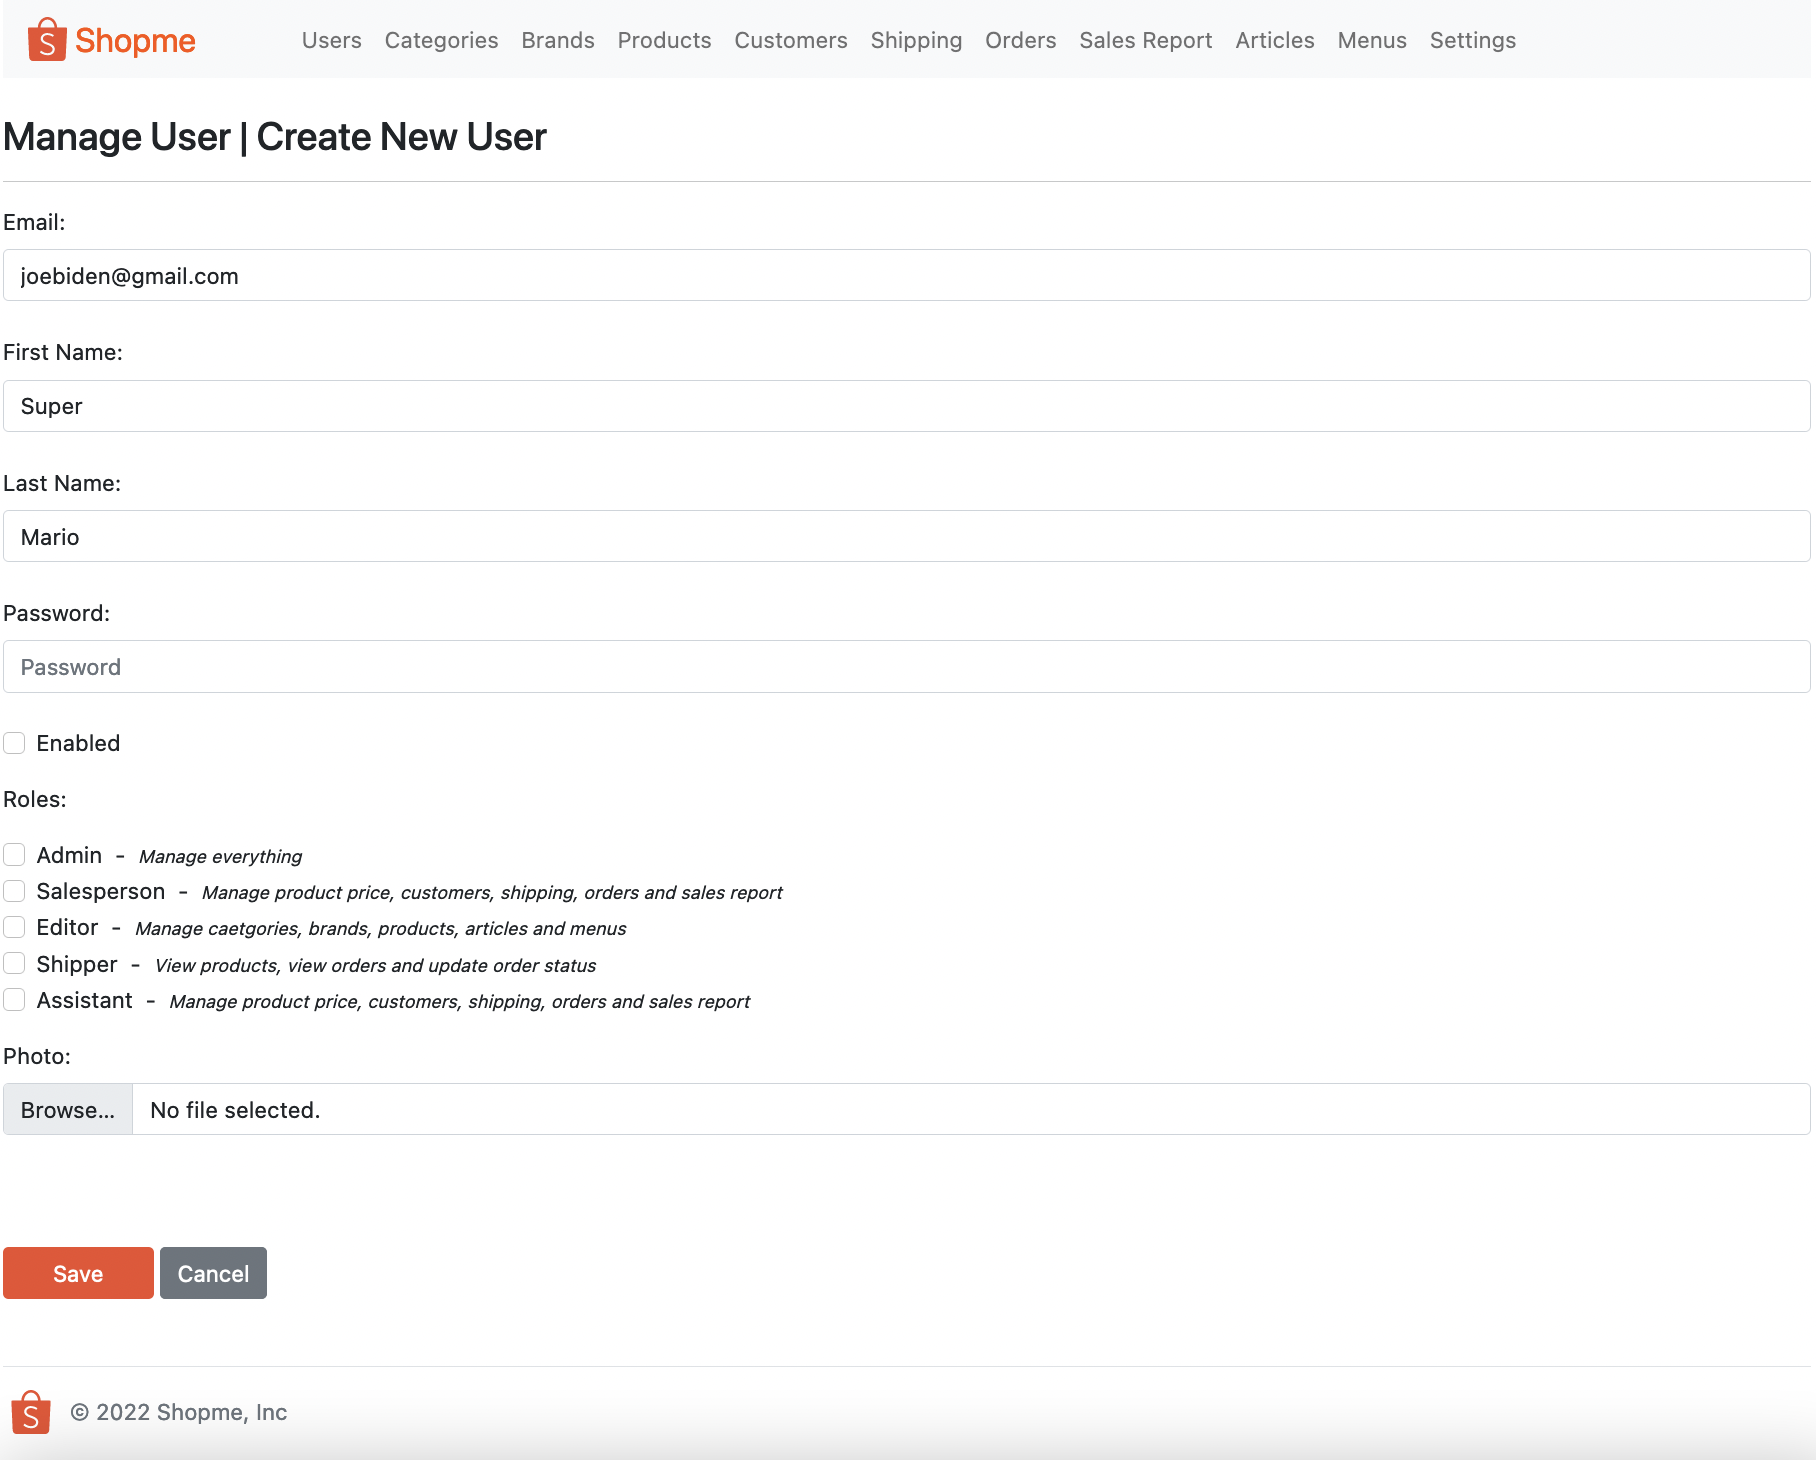 S Shopme Users Categories Brands Products Customers Shipping Orders Sales Report Articles Menus Settings
Manage User | Create New User
Email:
joebiden@gmail.com
First Name:
Super
Last Name:
Mario
Password:
Password
Enabled
Roles:
Admin - Manage everything
Salesperson - Manage product price, customers, shipping, orders and sales report
Editor - Manage caetgories, brands, products, articles and menus
Shipper - View products, view orders and update order status
Assistant - Manage product price, customers, shipping, orders and sales report
Photo:
Browse... No file selected.
Save Cancel
S © 2022 Shopme, Inc